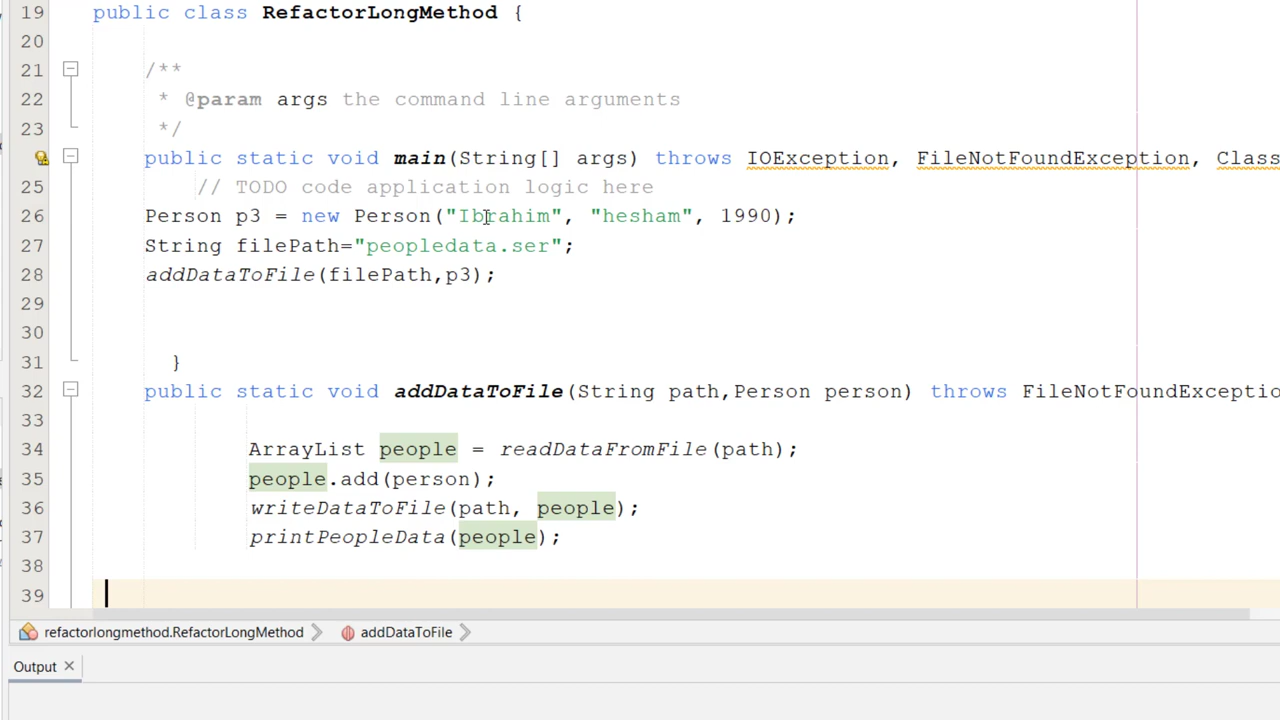 19 public class RefactorLongMethod {
20
21 /**
22 * @param args the command line arguments
23 */
public static void main(String[] args) throws IOException, FileNotFoundException, Class
25 // TODO code application logic here
26 Person p3 = new Person("Ibrahim", "hesham", 1990);
27 String filePath="peopledata.ser";
28 addDataToFile(filePath,p3);
29
30
31 }
32 public static void addDataToFile(String path,Person person) throws FileNotFoundExceptio
33
34 ArrayList people = readDataFromFile(path);
35 people.add(person);
36 writeDataToFile(path, people);
37 printPeopleData(people);
38
39
refactorlongmethod.RefactorLongMethod addDataToFile
Output ×